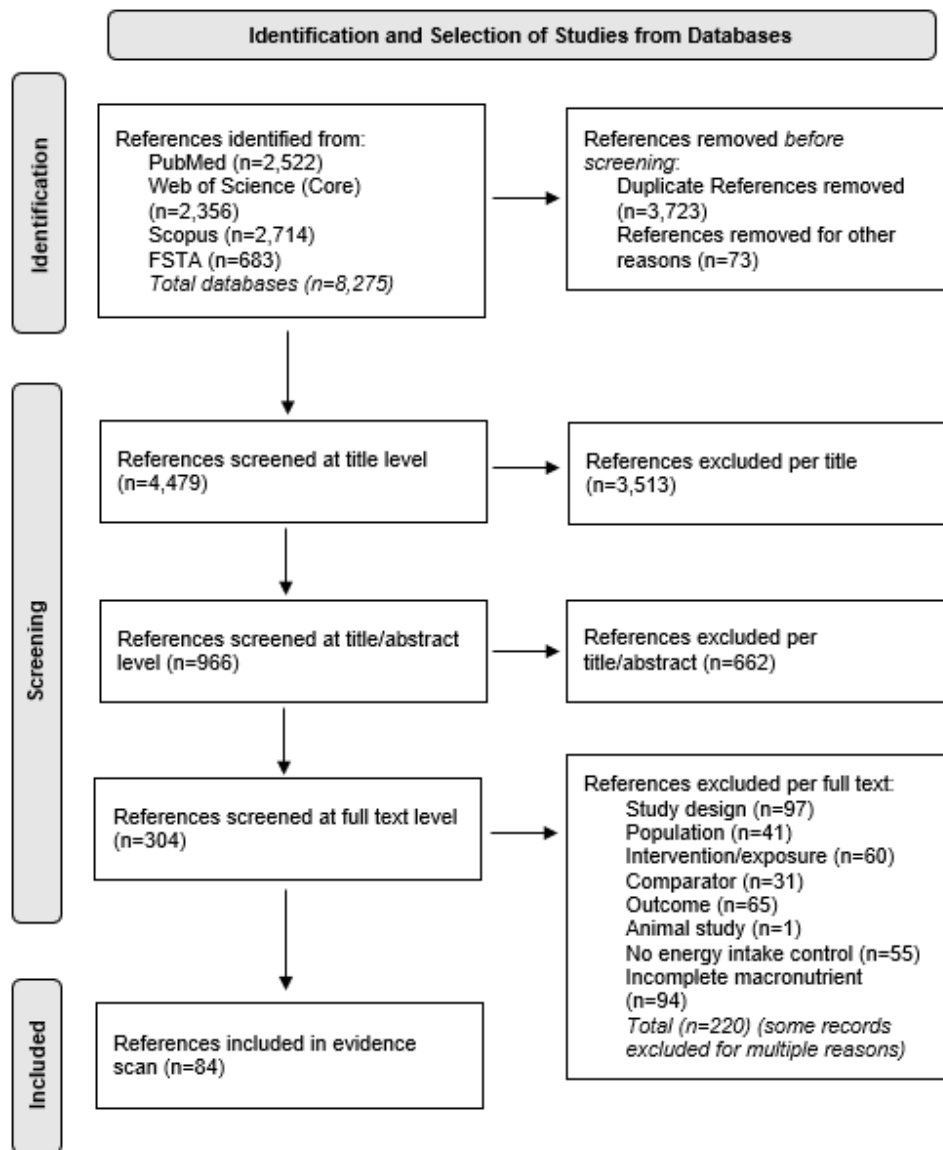 Identification and Selection of Studies from Databases
Identification
References identified from:
PubMed (n=2,522)
Web of Science (Core)
(n=2,356)
Scopus (n=2,714)
FSTA (n=683)
Total databases (n=8,275)
References removed before
screening:
Duplicate References removed
(n=3,723)
References removed for other
reasons (n=73)
Screening
References screened at title level
(n=4,479)
References excluded per title
(n=3,513)
References screened at title/abstract
level (n=966)
References excluded per
title/abstract (n=662)
References screened at full text level
(n=304)
References excluded per full text:
Study design (n=97)
Population (n=41)
Intervention/exposure (n=60)
Comparator (n=31)
Outcome (n=65)
Animal study (n=1)
No energy intake control (n=55)
Incomplete macronutrient
(n=94)
Total (n=220) (some records
excluded for multiple reasons)
Included
References included in evidence
scan (n=84)